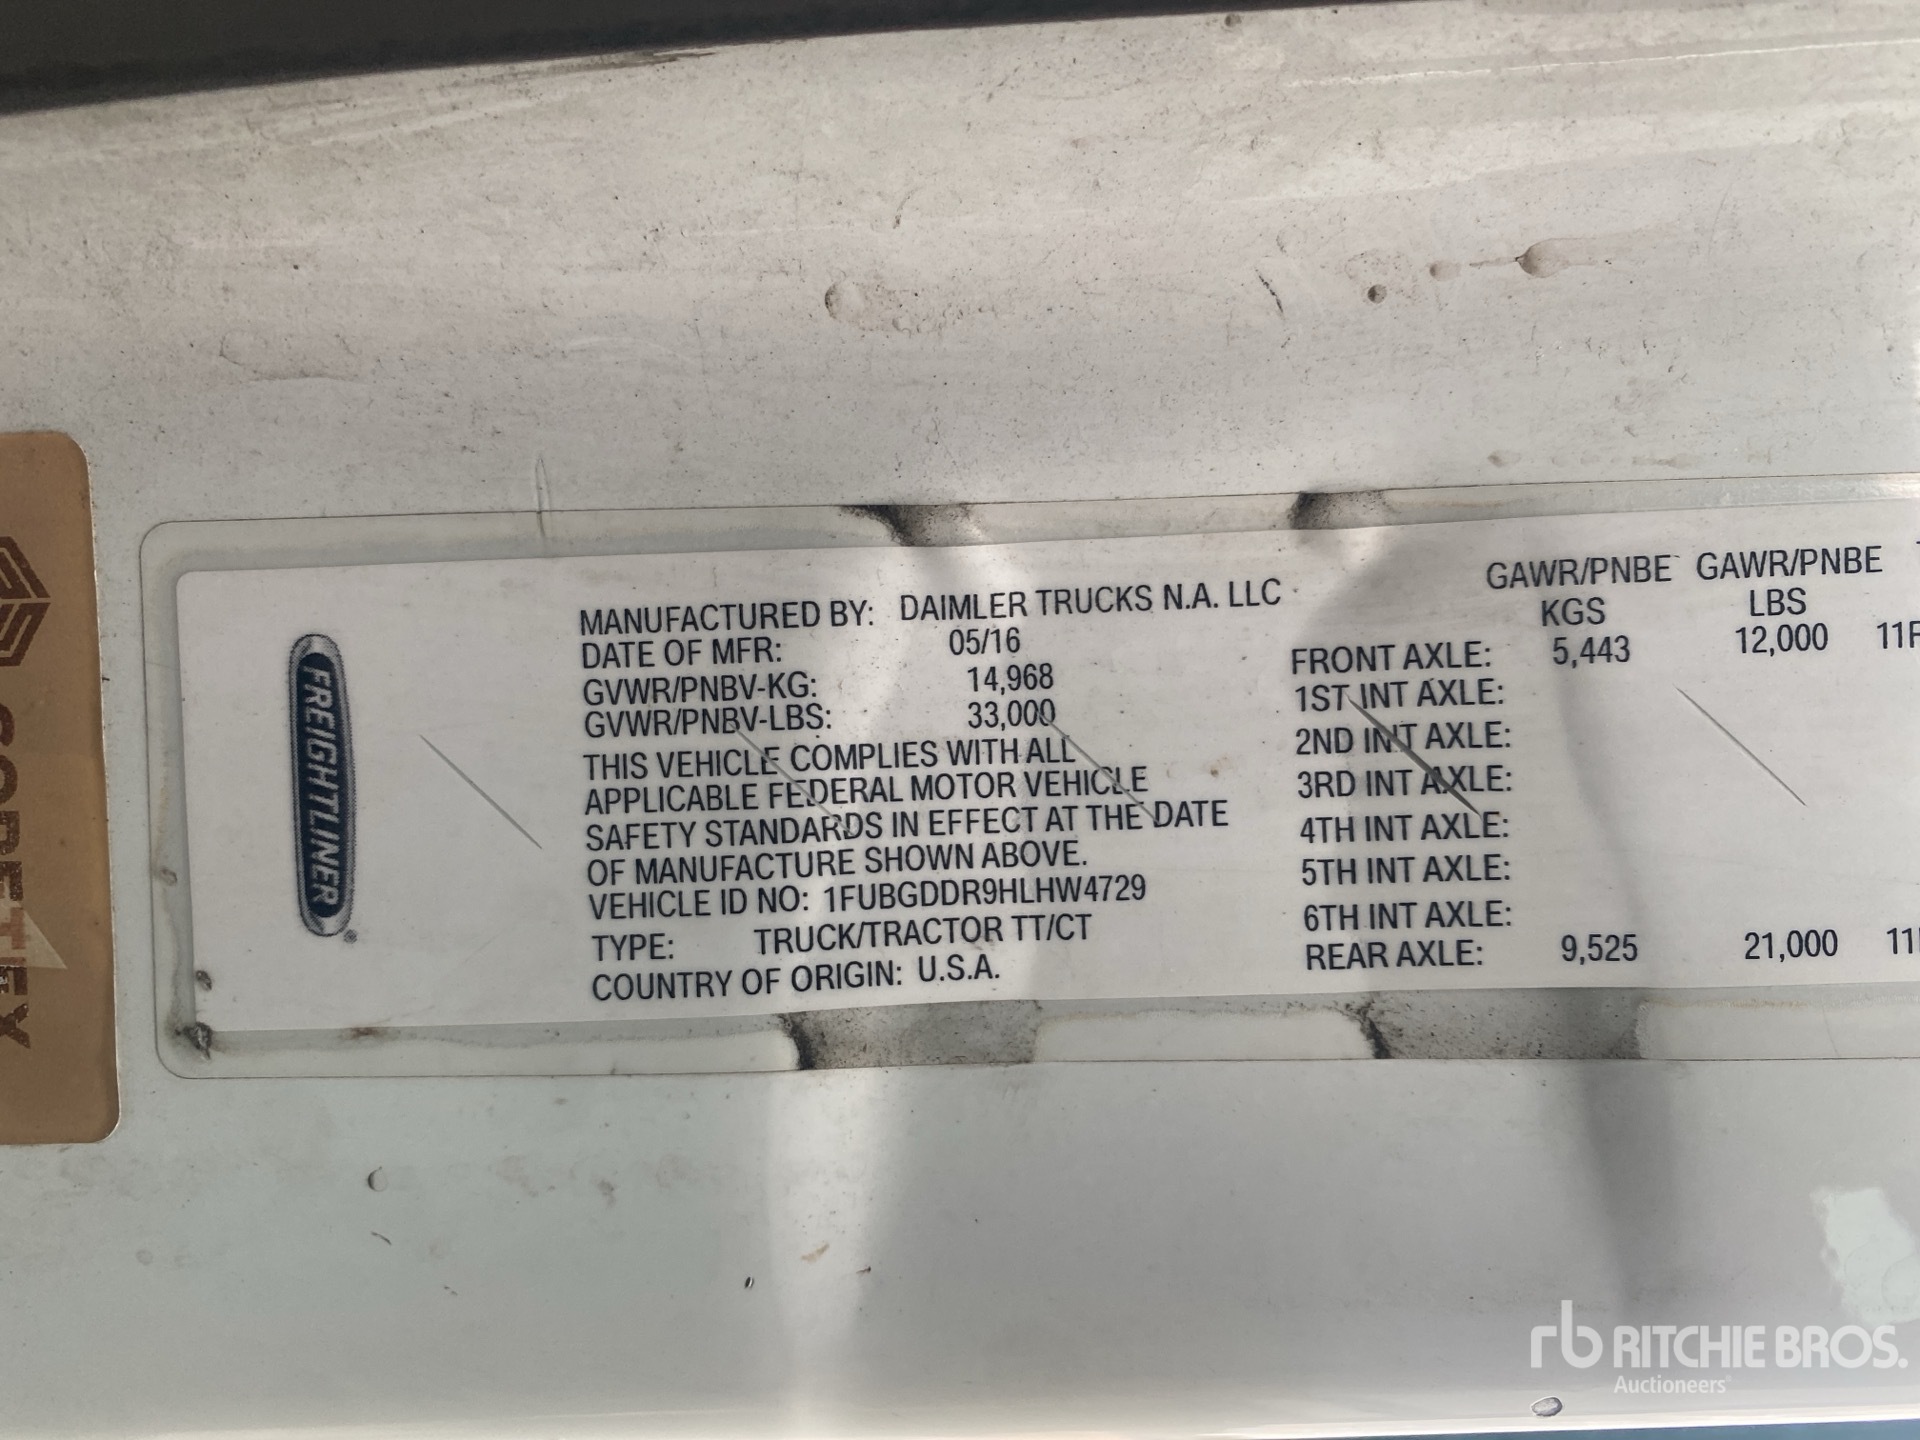 FREIGHTLINER
MANUFACTURED BY: DAIMLER TRUCKS N.A. LLC
DATE OF MFR: 05/16
GVWR/PNBV-KG: 14,968
GVWR/PNBV-LBS: 33,000
THIS VEHICLE COMPLIES WITH ALL
APPLICABLE FEDERAL MOTOR VEHICLE
SAFETY STANDARDS IN EFFECT AT THE DATE
OF MANUFACTURE SHOWN ABOVE.
VEHICLE ID NO: 1FUBGDDR9HLHW4729
TYPE: TRUCK/TRACTOR TT/CT
COUNTRY OF ORIGIN: U.S.A.
GAWR/PNBE GAWR/PNBE
KGS LBS
FRONT AXLE: 5,443 12,000
1ST INT AXLE:
2ND INT AXLE:
3RD INT AXLE:
4TH INT AXLE:
5TH INT AXLE:
6TH INT AXLE:
REAR AXLE: 9,525 21,000
rb RITCHIE BROS.
Auctioneers